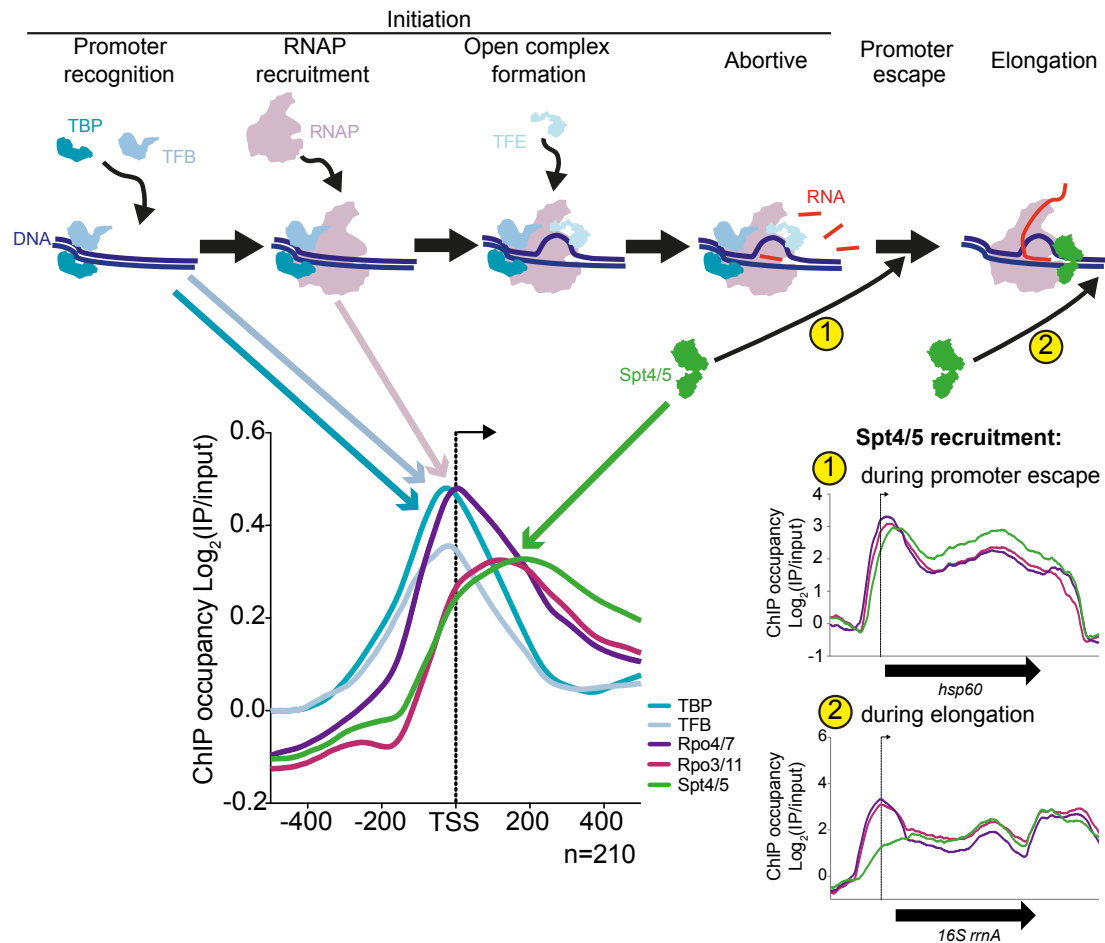 Initiation
Promoter
recognition
RNAP
recruitment
Open complex
formation
Abortive
Promoter
escape
Elongation
TBP
TFB
RNAP
TFE
RNA
DNA
1
2
Spt4/5
ChIP occupancy Log2(IP/input)
0.6
0.4
0.2
0.0
-0.2
-400
-200
TSS
200
400
n=210
TBP
TFB
Rpo4/7
Rpo3/11
Spt4/5
Spt4/5 recruitment:
1 during promoter escape
ChIP occupancy
Log2(IP/input)
4
3
2
1
0
-1
hsp60
2 during elongation
ChIP occupancy
Log2(IP/input)
6
4
2
0
16S rrnA